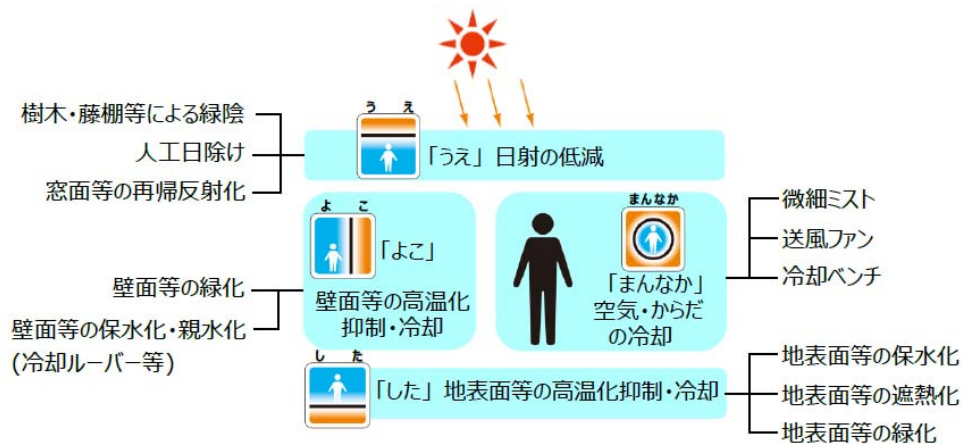 樹木・藤棚等による緑陰
人工日除け
窓面等の再帰反射化
うえ
「うえ」日射の低減
よこ
「よこ」
壁面等の高温化
抑制・冷却
壁面等の緑化
壁面等の保水化・親水化
(冷却ルーバー等)
まんなか
「まんなか」
空気・からだ
の冷却
微細ミスト
送風ファン
冷却ベンチ
した
「した」地表面等の高温化抑制・冷却
地表面等の保水化
地表面等の遮熱化
地表面等の緑化